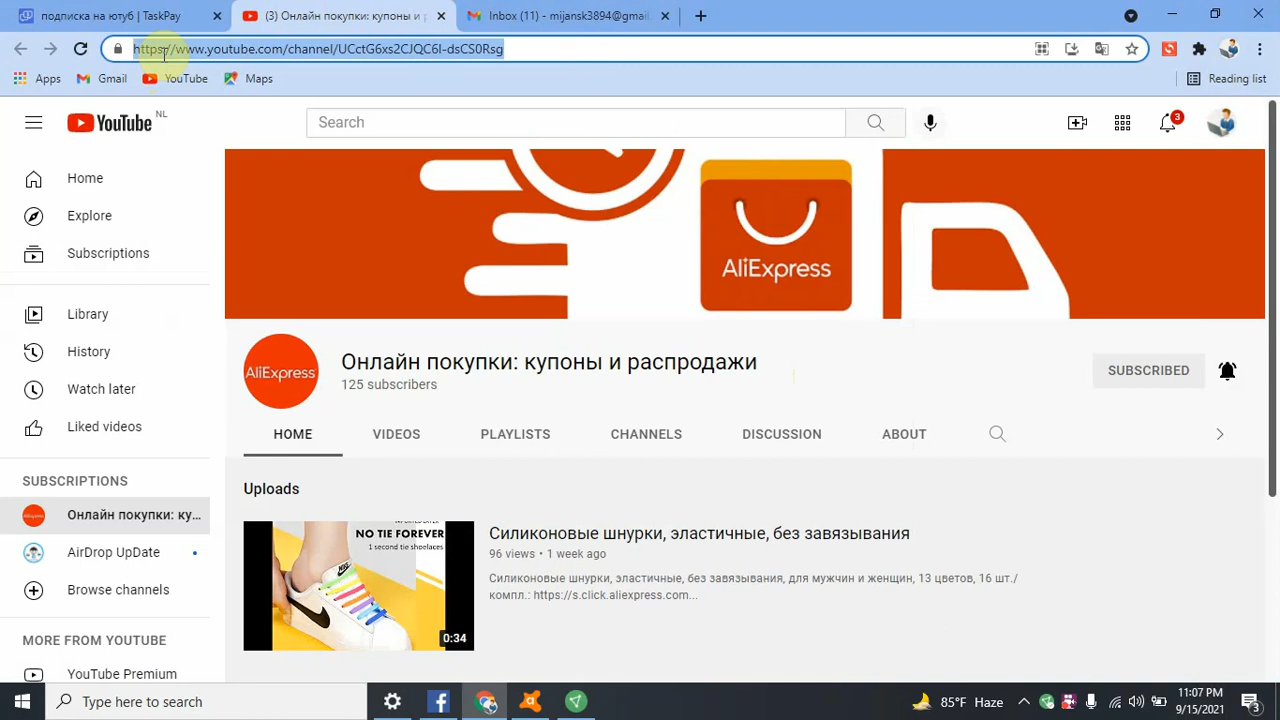 подписка на ютуб | TaskPay
(3) Онлайн покупки: купоны и р
Inbox (11) - mijansk3894@gmail.
https://www.youtube.com/channel/UCctG6xs2CJQC6I-dsCS0Rsg
Apps
Gmail
YouTube
Maps
Reading list
YouTube NL
Search
3
Home
Explore
Subscriptions
Library
History
Watch later
Liked videos
SUBSCRIPTIONS
Онлайн покупки: ку...
AirDrop UpDate
Browse channels
MORE FROM YOUTUBE
YouTube Premium
AliExpress
AliExpress
Онлайн покупки: купоны и распродажи
125 subscribers
SUBSCRIBED
HOME VIDEOS PLAYLISTS CHANNELS DISCUSSION ABOUT
Uploads
NO TIE FOREVER
1 second tie shoelaces
0:34
Силиконовые шнурки, эластичные, без завязывания
96 views • 1 week ago
Силиконовые шнурки, эластичные, без завязывания, для мужчин и женщин, 13 цветов, 16 шт./
компл.: https://s.click.aliexpress.com...
Type here to search
85°F Haze
11:07 PM
9/15/2021
3